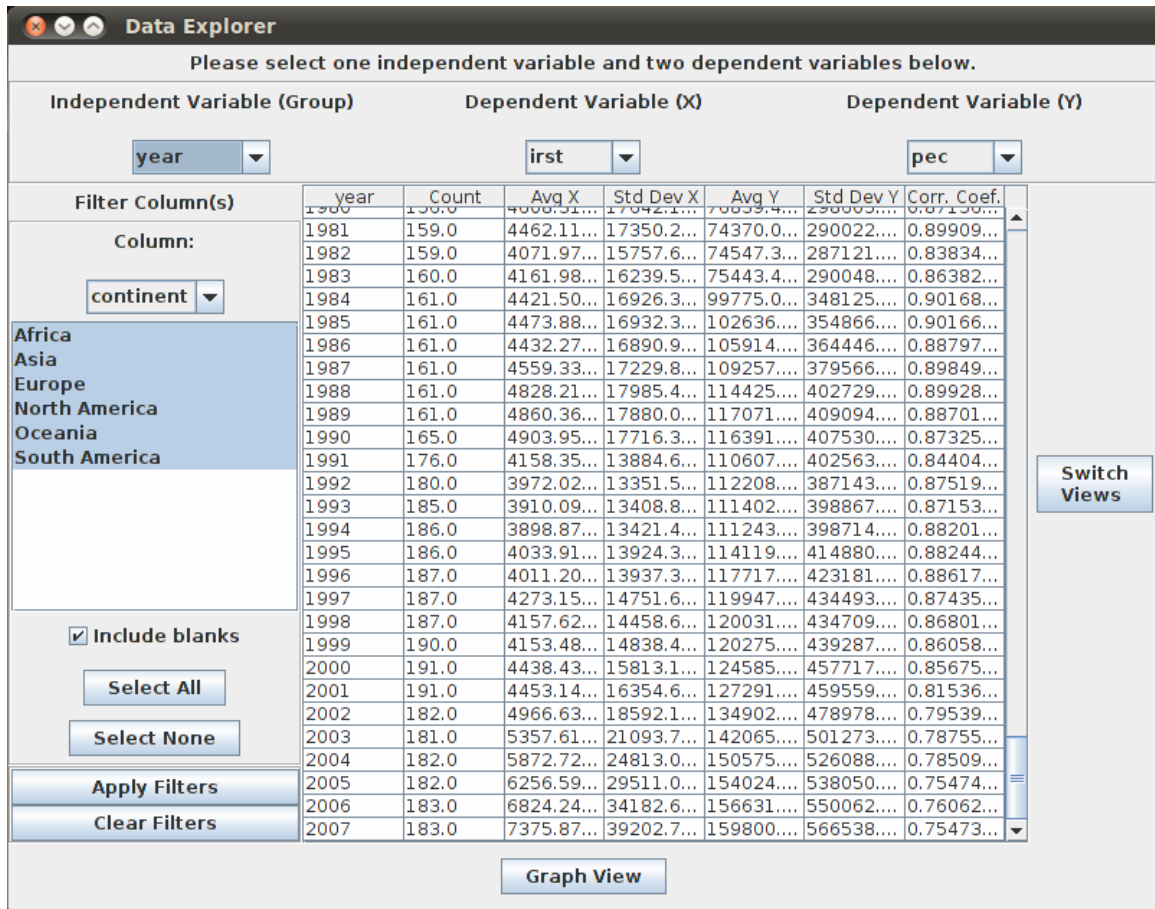 Data Explorer
Please select one independent variable and two dependent variables below.
Independent Variable (Group) Dependent Variable (X) Dependent Variable (Y)
year irst pec
Filter Column(s)
Column:
continent
Africa
Asia
Europe
North America
Oceania
South America
Include blanks
Select All
Select None
Apply Filters
Clear Filters
year Count Avg X Std Dev X Avg Y Std Dev Y Corr. Coef.
1981 159.0 4462.11... 17350.2... 74370.0... 290022.... 0.89909...
1982 159.0 4071.97... 15757.6... 74547.3... 287121.... 0.83834...
1983 160.0 4161.98... 16239.5... 75443.4... 290048.... 0.86382...
1984 161.0 4421.50... 16926.3... 99775.0... 348125.... 0.90168...
1985 161.0 4473.88... 16932.3... 102636.... 354866.... 0.90166...
1986 161.0 4432.27... 16890.9... 105914.... 364446.... 0.88797...
1987 161.0 4559.33... 17229.8... 109257.... 379566.... 0.89849...
1988 161.0 4828.21... 17985.4... 114425.... 402729.... 0.89928...
1989 161.0 4860.36... 17880.0... 117071.... 409094.... 0.88701...
1990 165.0 4903.95... 17716.3... 116391.... 407530.... 0.87325...
1991 176.0 4158.35... 13884.6... 110607.... 402563.... 0.84404...
1992 180.0 3972.02... 13351.5... 112208.... 387143.... 0.87519...
1993 185.0 3910.09... 13408.8... 111402.... 398867.... 0.87153...
1994 186.0 3898.87... 13421.4... 111243.... 398714.... 0.88201...
1995 186.0 4033.91... 13924.3... 114119.... 414880.... 0.88244...
1996 187.0 4011.20... 13937.3... 117717.... 423181.... 0.88617...
1997 187.0 4273.15... 14751.6... 119947.... 434493.... 0.87435...
1998 187.0 4157.62... 14458.6... 120031.... 434709.... 0.86801...
1999 190.0 4153.48... 14838.4... 120275.... 439287.... 0.86058...
2000 191.0 4438.43... 15813.1... 124585.... 457717.... 0.85675...
2001 191.0 4453.14... 16354.6... 127291.... 459559.... 0.81536...
2002 182.0 4966.63... 18592.1... 134902.... 478978.... 0.79539...
2003 181.0 5357.61... 21093.7... 142065.... 501273.... 0.78755...
2004 182.0 5872.72... 24813.0... 150575.... 526088.... 0.78509...
2005 182.0 6256.59... 29511.0... 154024.... 538050.... 0.75474...
2006 183.0 6824.24... 34182.6... 156631.... 550062.... 0.76062...
2007 183.0 7375.87... 39202.7... 159800.... 566538.... 0.75473...
Switch
Views
Graph View